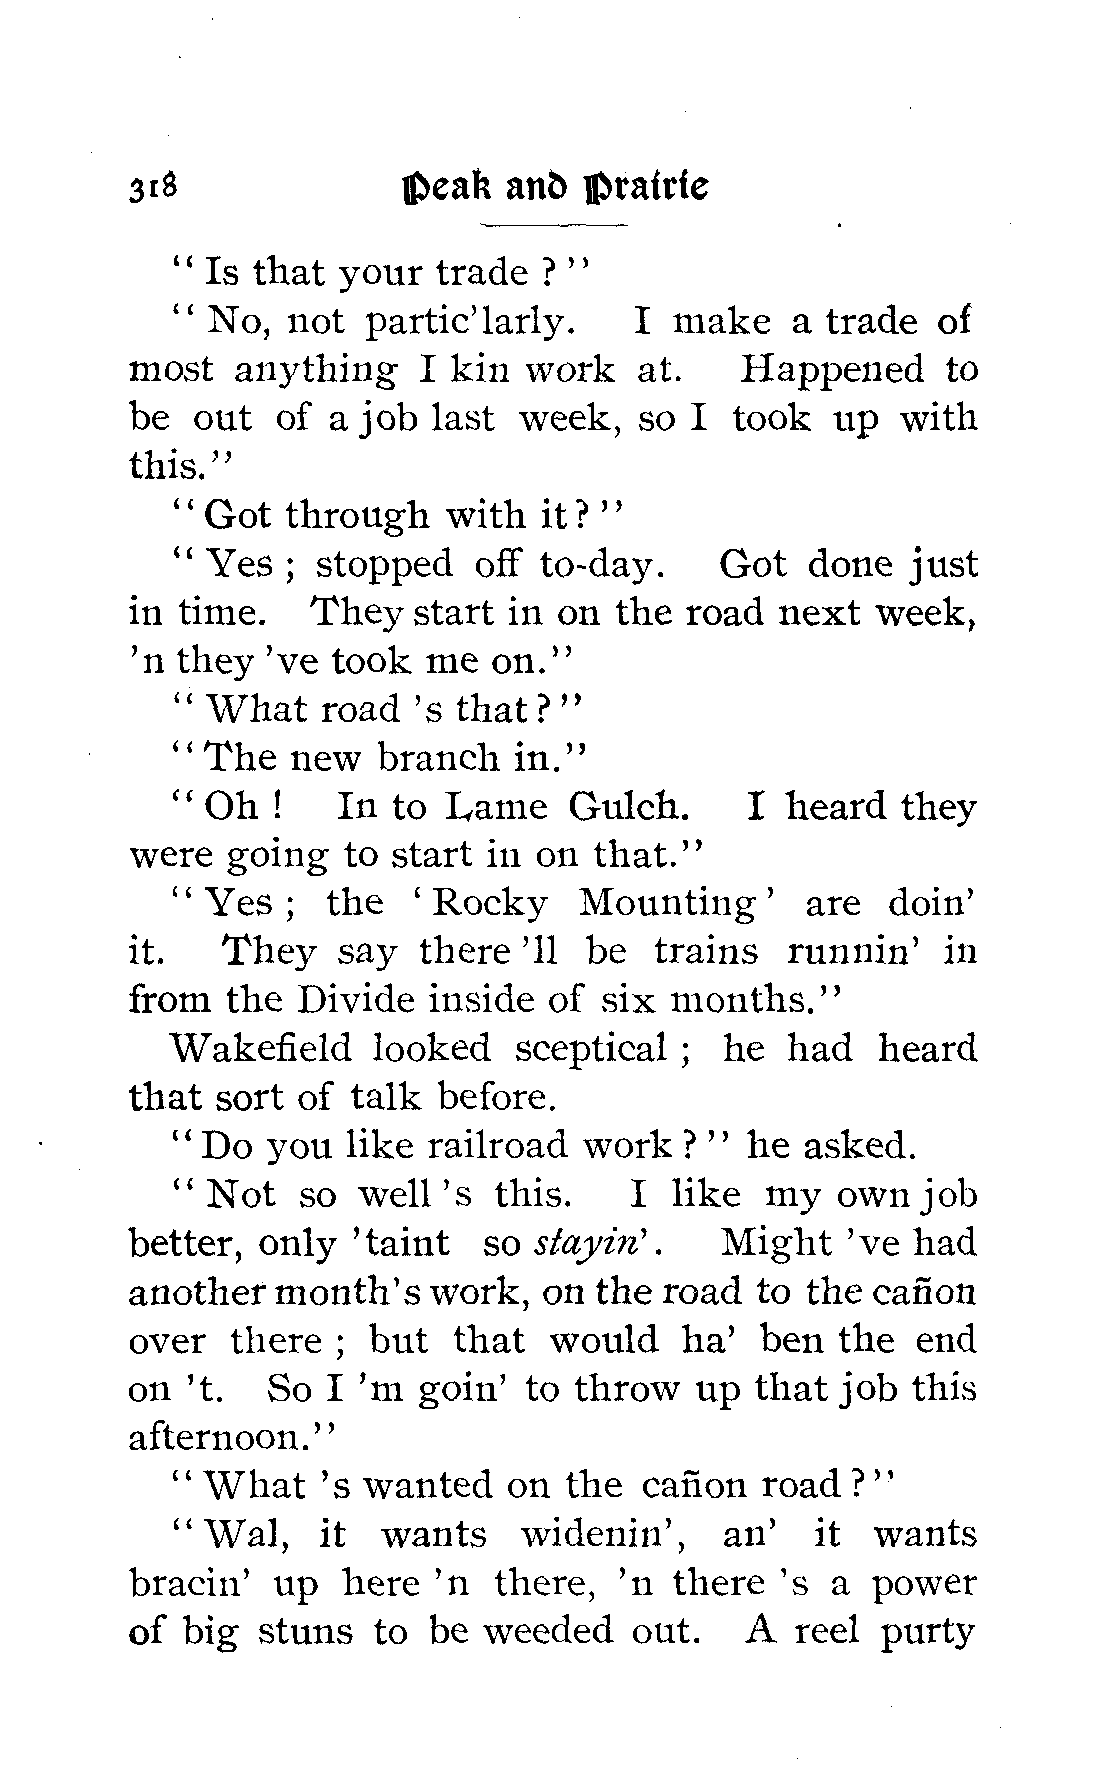 318 Peak and Prairie
"Is that your trade?"
"No, not partic'larly. I make a trade of
most anything I kin work at. Happened to
be out of a job last week, so I took up with
this."
"Got through with it?"
"Yes; stopped off to-day. Got done just
in time. They start in on the road next week,
'n they 've took me on."
"What road 's that?"
"The new branch in."
"Oh! In to Lame Gulch. I heard they
were going to start in on that."
"Yes; the 'Rocky Mounting' are doin'
it. They say there 'll be trains runnin' in
from the Divide inside of six months."
Wakefield looked sceptical; he had heard
that sort of talk before.
"Do you like railroad work?" he asked.
"Not so well 's this. I like my own job
better, only 'taint so stayin'. Might 've had
another month's work, on the road to the cañon
over there; but that would ha' ben the end
on 't. So I 'm goin' to throw up that job this
afternoon."
"What 's wanted on the cañon road?"
"Wal, it wants widenin', an' it wants
bracin' up here 'n there, 'n there 's a power
of big stuns to be weeded out. A reel purty